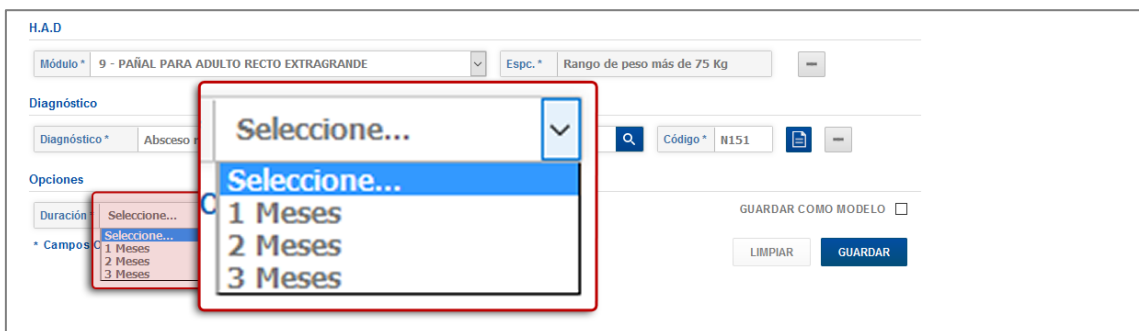 H.A.D
Módulo * 9 - PAÑAL PARA ADULTO RECTO EXTRAGRANDE Espc. * Rango de peso más de 75 Kg
Diagnóstico
Diagnóstico * Absceso Código * N151
Seleccione...
Seleccione...
1 Meses
2 Meses
3 Meses
Opciones
Duración Seleccione... GUARDAR COMO MODELO
Seleccione...
1 Meses
2 Meses
3 Meses
* Campos
LIMPIAR GUARDAR